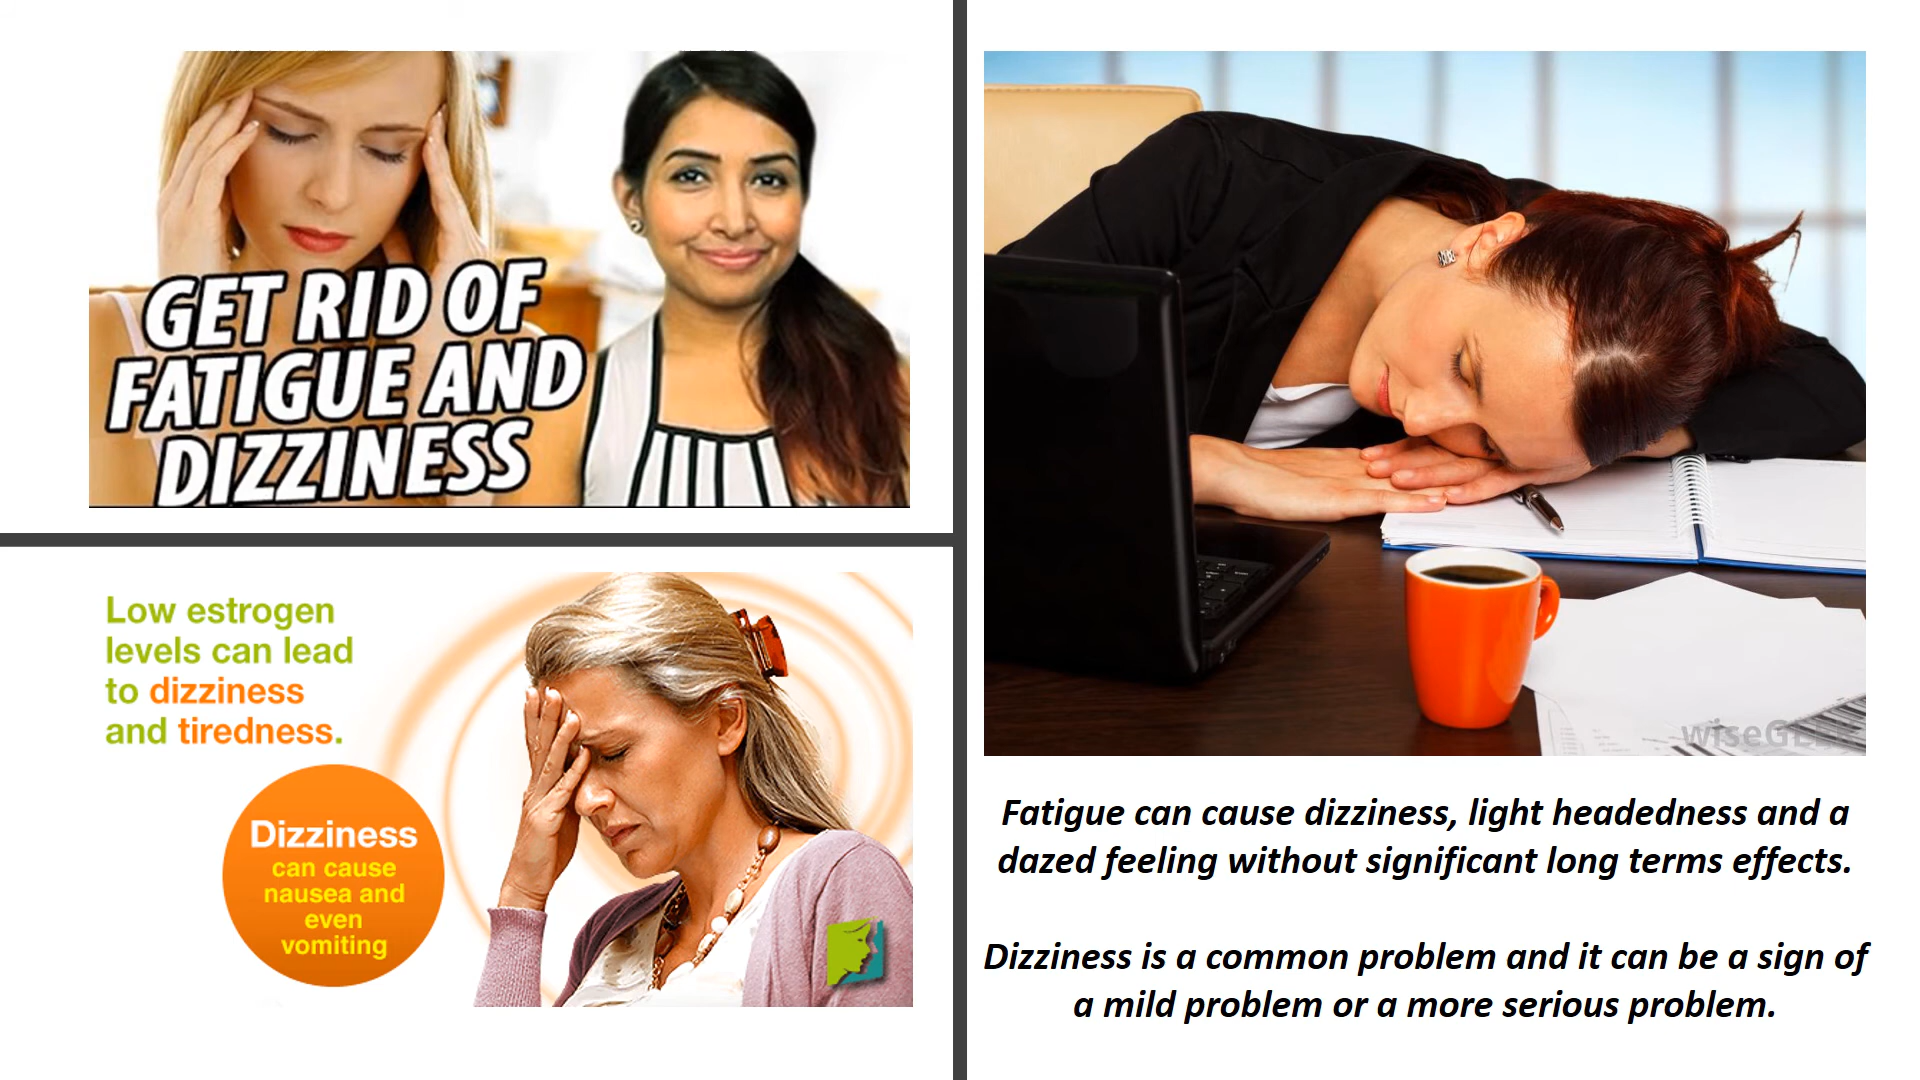 GET RID OF
FATIGUE AND
DIZZINESS
Low estrogen
levels can lead
to dizziness
and tiredness.
Dizziness
can cause
nausea and
even
vomiting
wiseGEEK
Fatigue can cause dizziness, light headedness and a
dazed feeling without significant long terms effects.
Dizziness is a common problem and it can be a sign of
a mild problem or a more serious problem.